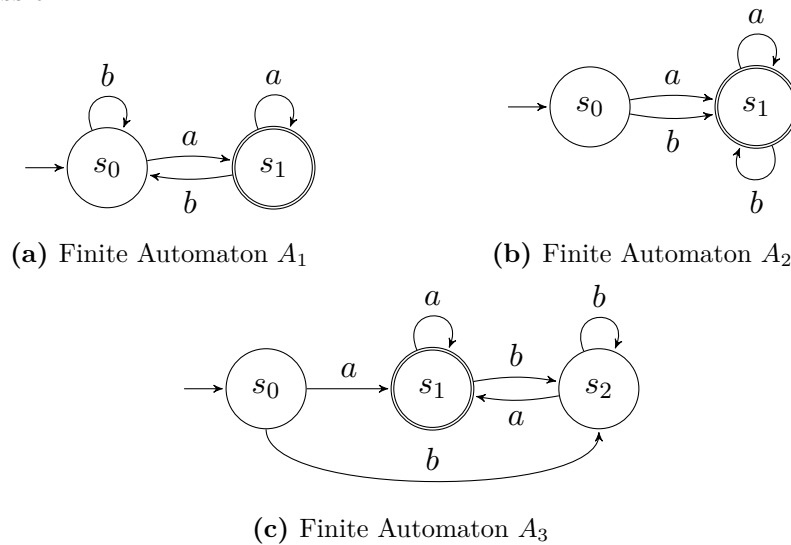 b a
s₀ a s₁
b
(a) Finite Automaton A₁
a
s₀ a s₁
b
b
(b) Finite Automaton A₂
a b
s₀ a s₁ b s₂
a
b
(c) Finite Automaton A₃